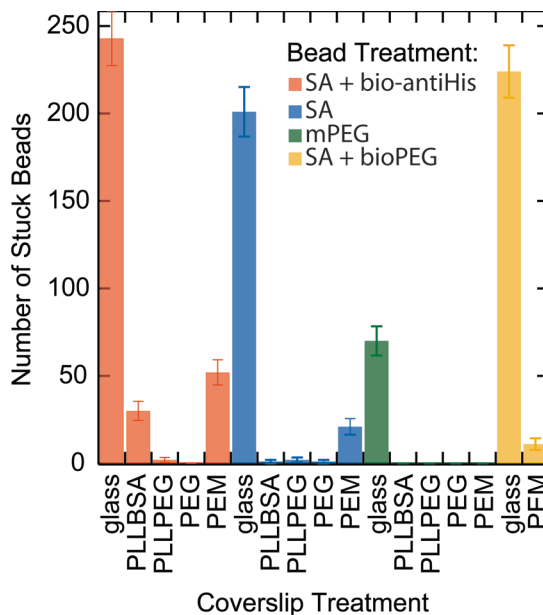 250
200
150
100
50
0
Number of Stuck Beads
Bead Treatment:
SA + bio-antiHis
SA
mPEG
SA + bioPEG
glass
PLLBSA
PLLPEG
PEG
PEM
glass
PLLBSA
PLLPEG
PEG
PEM
glass
PLLBSA
PLLPEG
PEG
PEM
glass
PEM
Coverslip Treatment